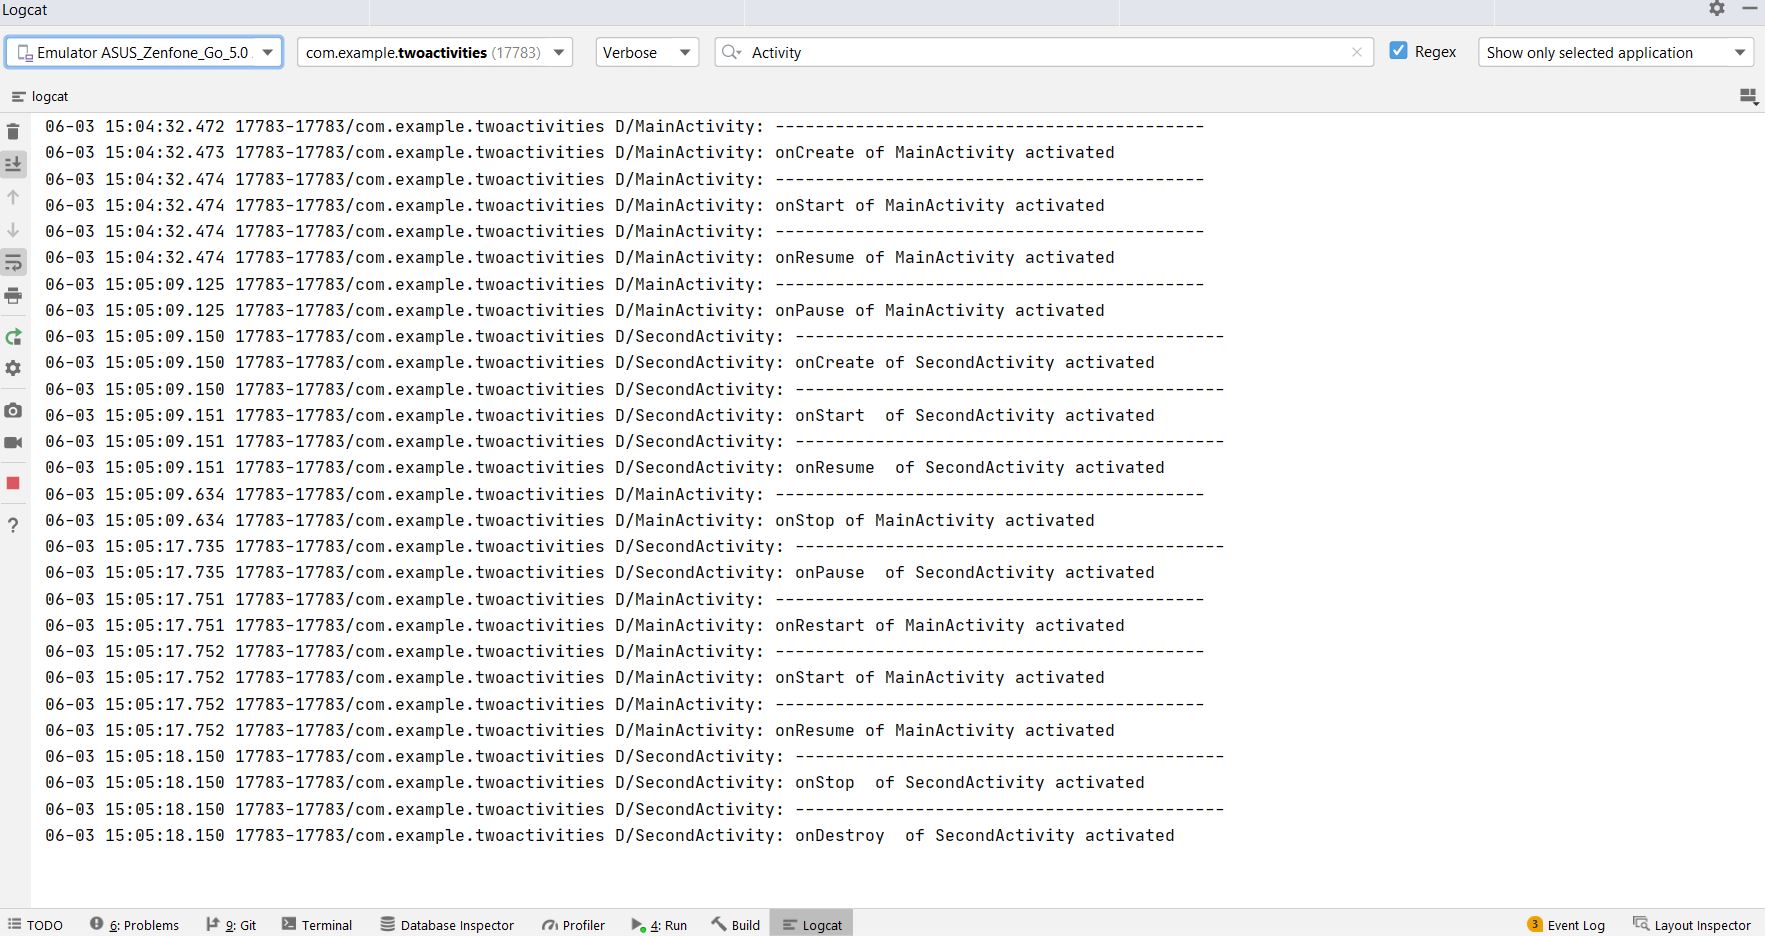 Logcat
Emulator ASUS_Zenfone_Go_5.0 com.example.twoactivities (17783) Verbose Activity Regex Show only selected application
logcat
06-03 15:04:32.472 17783-17783/com.example.twoactivities D/MainActivity: -------------------------------------------
06-03 15:04:32.473 17783-17783/com.example.twoactivities D/MainActivity: onCreate of MainActivity activated
06-03 15:04:32.474 17783-17783/com.example.twoactivities D/MainActivity: -------------------------------------------
06-03 15:04:32.474 17783-17783/com.example.twoactivities D/MainActivity: onStart of MainActivity activated
06-03 15:04:32.474 17783-17783/com.example.twoactivities D/MainActivity: -------------------------------------------
06-03 15:04:32.474 17783-17783/com.example.twoactivities D/MainActivity: onResume of MainActivity activated
06-03 15:05:09.125 17783-17783/com.example.twoactivities D/MainActivity: -------------------------------------------
06-03 15:05:09.125 17783-17783/com.example.twoactivities D/MainActivity: onPause of MainActivity activated
06-03 15:05:09.150 17783-17783/com.example.twoactivities D/SecondActivity: -------------------------------------------
06-03 15:05:09.150 17783-17783/com.example.twoactivities D/SecondActivity: onCreate of SecondActivity activated
06-03 15:05:09.150 17783-17783/com.example.twoactivities D/SecondActivity: -------------------------------------------
06-03 15:05:09.151 17783-17783/com.example.twoactivities D/SecondActivity: onStart  of SecondActivity activated
06-03 15:05:09.151 17783-17783/com.example.twoactivities D/SecondActivity: -------------------------------------------
06-03 15:05:09.151 17783-17783/com.example.twoactivities D/SecondActivity: onResume  of SecondActivity activated
06-03 15:05:09.634 17783-17783/com.example.twoactivities D/MainActivity: -------------------------------------------
06-03 15:05:09.634 17783-17783/com.example.twoactivities D/MainActivity: onStop of MainActivity activated
06-03 15:05:17.735 17783-17783/com.example.twoactivities D/SecondActivity: -------------------------------------------
06-03 15:05:17.735 17783-17783/com.example.twoactivities D/SecondActivity: onPause  of SecondActivity activated
06-03 15:05:17.751 17783-17783/com.example.twoactivities D/MainActivity: -------------------------------------------
06-03 15:05:17.751 17783-17783/com.example.twoactivities D/MainActivity: onRestart of MainActivity activated
06-03 15:05:17.752 17783-17783/com.example.twoactivities D/MainActivity: -------------------------------------------
06-03 15:05:17.752 17783-17783/com.example.twoactivities D/MainActivity: onStart of MainActivity activated
06-03 15:05:17.752 17783-17783/com.example.twoactivities D/MainActivity: -------------------------------------------
06-03 15:05:17.752 17783-17783/com.example.twoactivities D/MainActivity: onResume of MainActivity activated
06-03 15:05:18.150 17783-17783/com.example.twoactivities D/SecondActivity: -------------------------------------------
06-03 15:05:18.150 17783-17783/com.example.twoactivities D/SecondActivity: onStop  of SecondActivity activated
06-03 15:05:18.150 17783-17783/com.example.twoactivities D/SecondActivity: -------------------------------------------
06-03 15:05:18.150 17783-17783/com.example.twoactivities D/SecondActivity: onDestroy  of SecondActivity activated
TODO 6: Problems 9: Git Terminal Database Inspector Profiler 4: Run Build Logcat 3 Event Log Layout Inspector